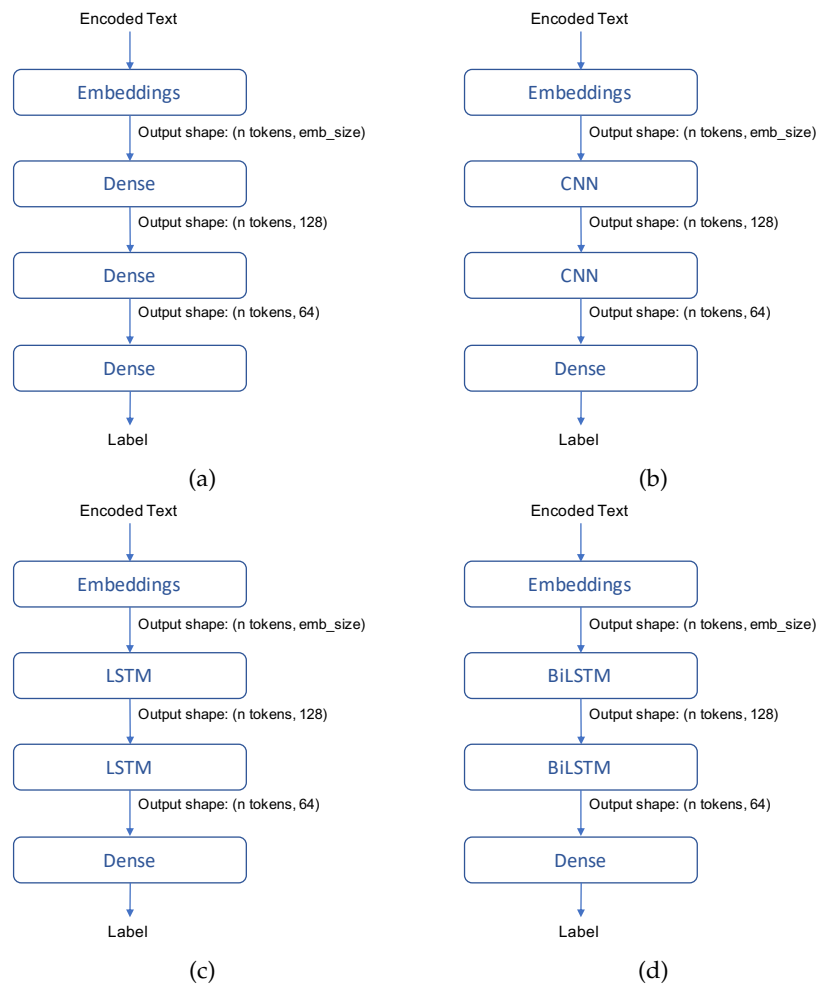 Encoded Text
Embeddings
Output shape: (n tokens, emb_size)
Dense
Output shape: (n tokens, 128)
Dense
Output shape: (n tokens, 64)
Dense
Label
(a)
Encoded Text
Embeddings
Output shape: (n tokens, emb_size)
CNN
Output shape: (n tokens, 128)
CNN
Output shape: (n tokens, 64)
Dense
Label
(b)
Encoded Text
Embeddings
Output shape: (n tokens, emb_size)
LSTM
Output shape: (n tokens, 128)
LSTM
Output shape: (n tokens, 64)
Dense
Label
(c)
Encoded Text
Embeddings
Output shape: (n tokens, emb_size)
BiLSTM
Output shape: (n tokens, 128)
BiLSTM
Output shape: (n tokens, 64)
Dense
Label
(d)